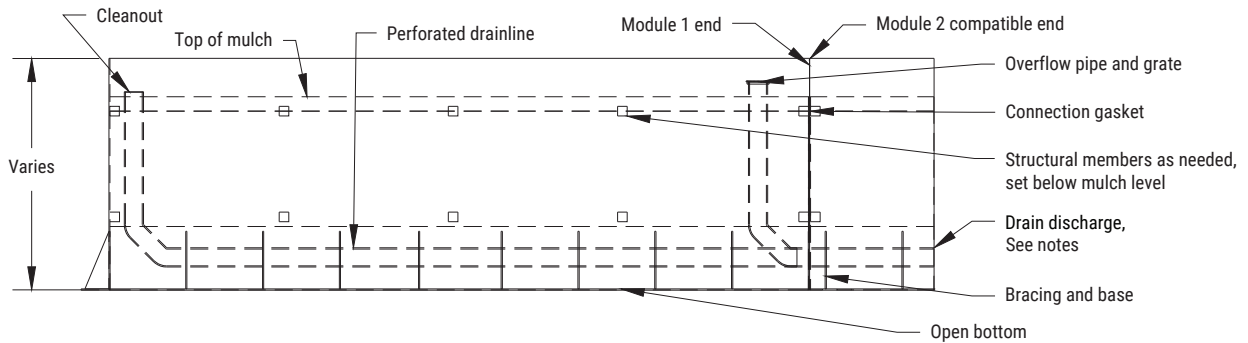 Cleanout
Top of mulch
Perforated drainline
Module 1 end
Module 2 compatible end
Overflow pipe and grate
Connection gasket
Varies
Structural members as needed,
set below mulch level
Drain discharge,
See notes
Bracing and base
Open bottom